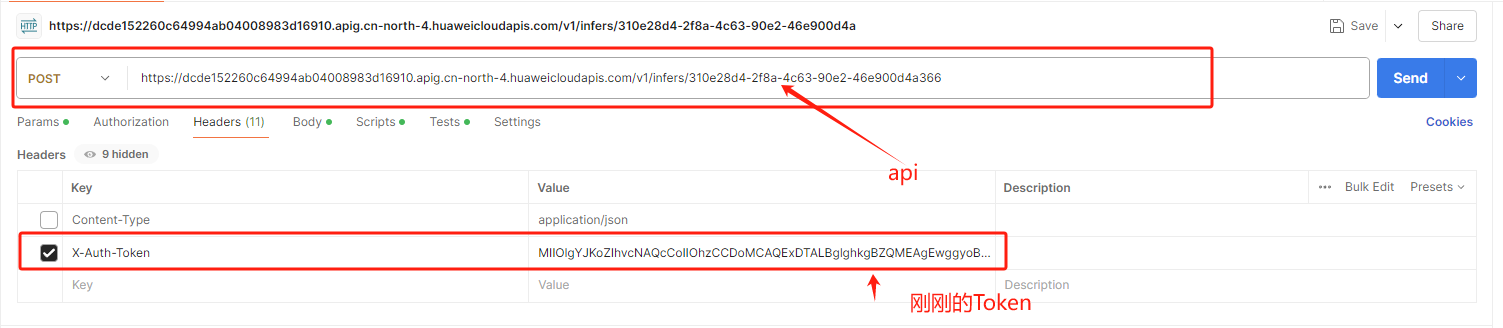 HTTP https://dcde152260c64994ab04008983d16910.apig.cn-north-4.huaweicloudapis.com/v1/infers/310e28d4-2f8a-4c63-90e2-46e900d4a Save Share
POST https://dcde152260c64994ab04008983d16910.apig.cn-north-4.huaweicloudapis.com/v1/infers/310e28d4-2f8a-4c63-90e2-46e900d4a366 Send
Params Authorization Headers (11) Body Scripts Tests Settings Cookies
Headers 9 hidden
api
Key Value Description ••• Bulk Edit Presets
Content-Type application/json
X-Auth-Token MIIOlgYJKoZIhvcNAQcCoIIOhzCCDoMCAQExDTALBglghkgBZQMEAgEwggyoB...
Key Value Description
刚刚的Token